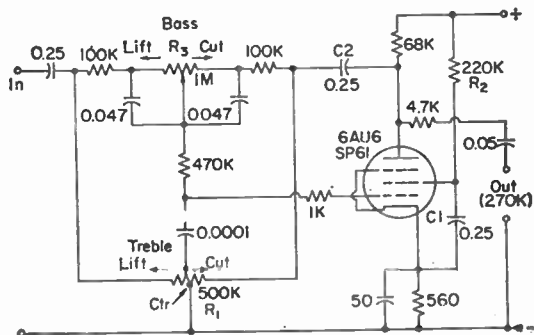 Bass
0.25
100K
Lift
R3
Cut
100K
C2
68K
+
In
1M
0.25
220K
R2
0.047
0.047
4.7K
6AU6
SP61
0.05
470K
Out
(270K)
1K
C1
0.25
Treble
0.0001
Lift
Cut
Ctr
500K
R1
50
560
-